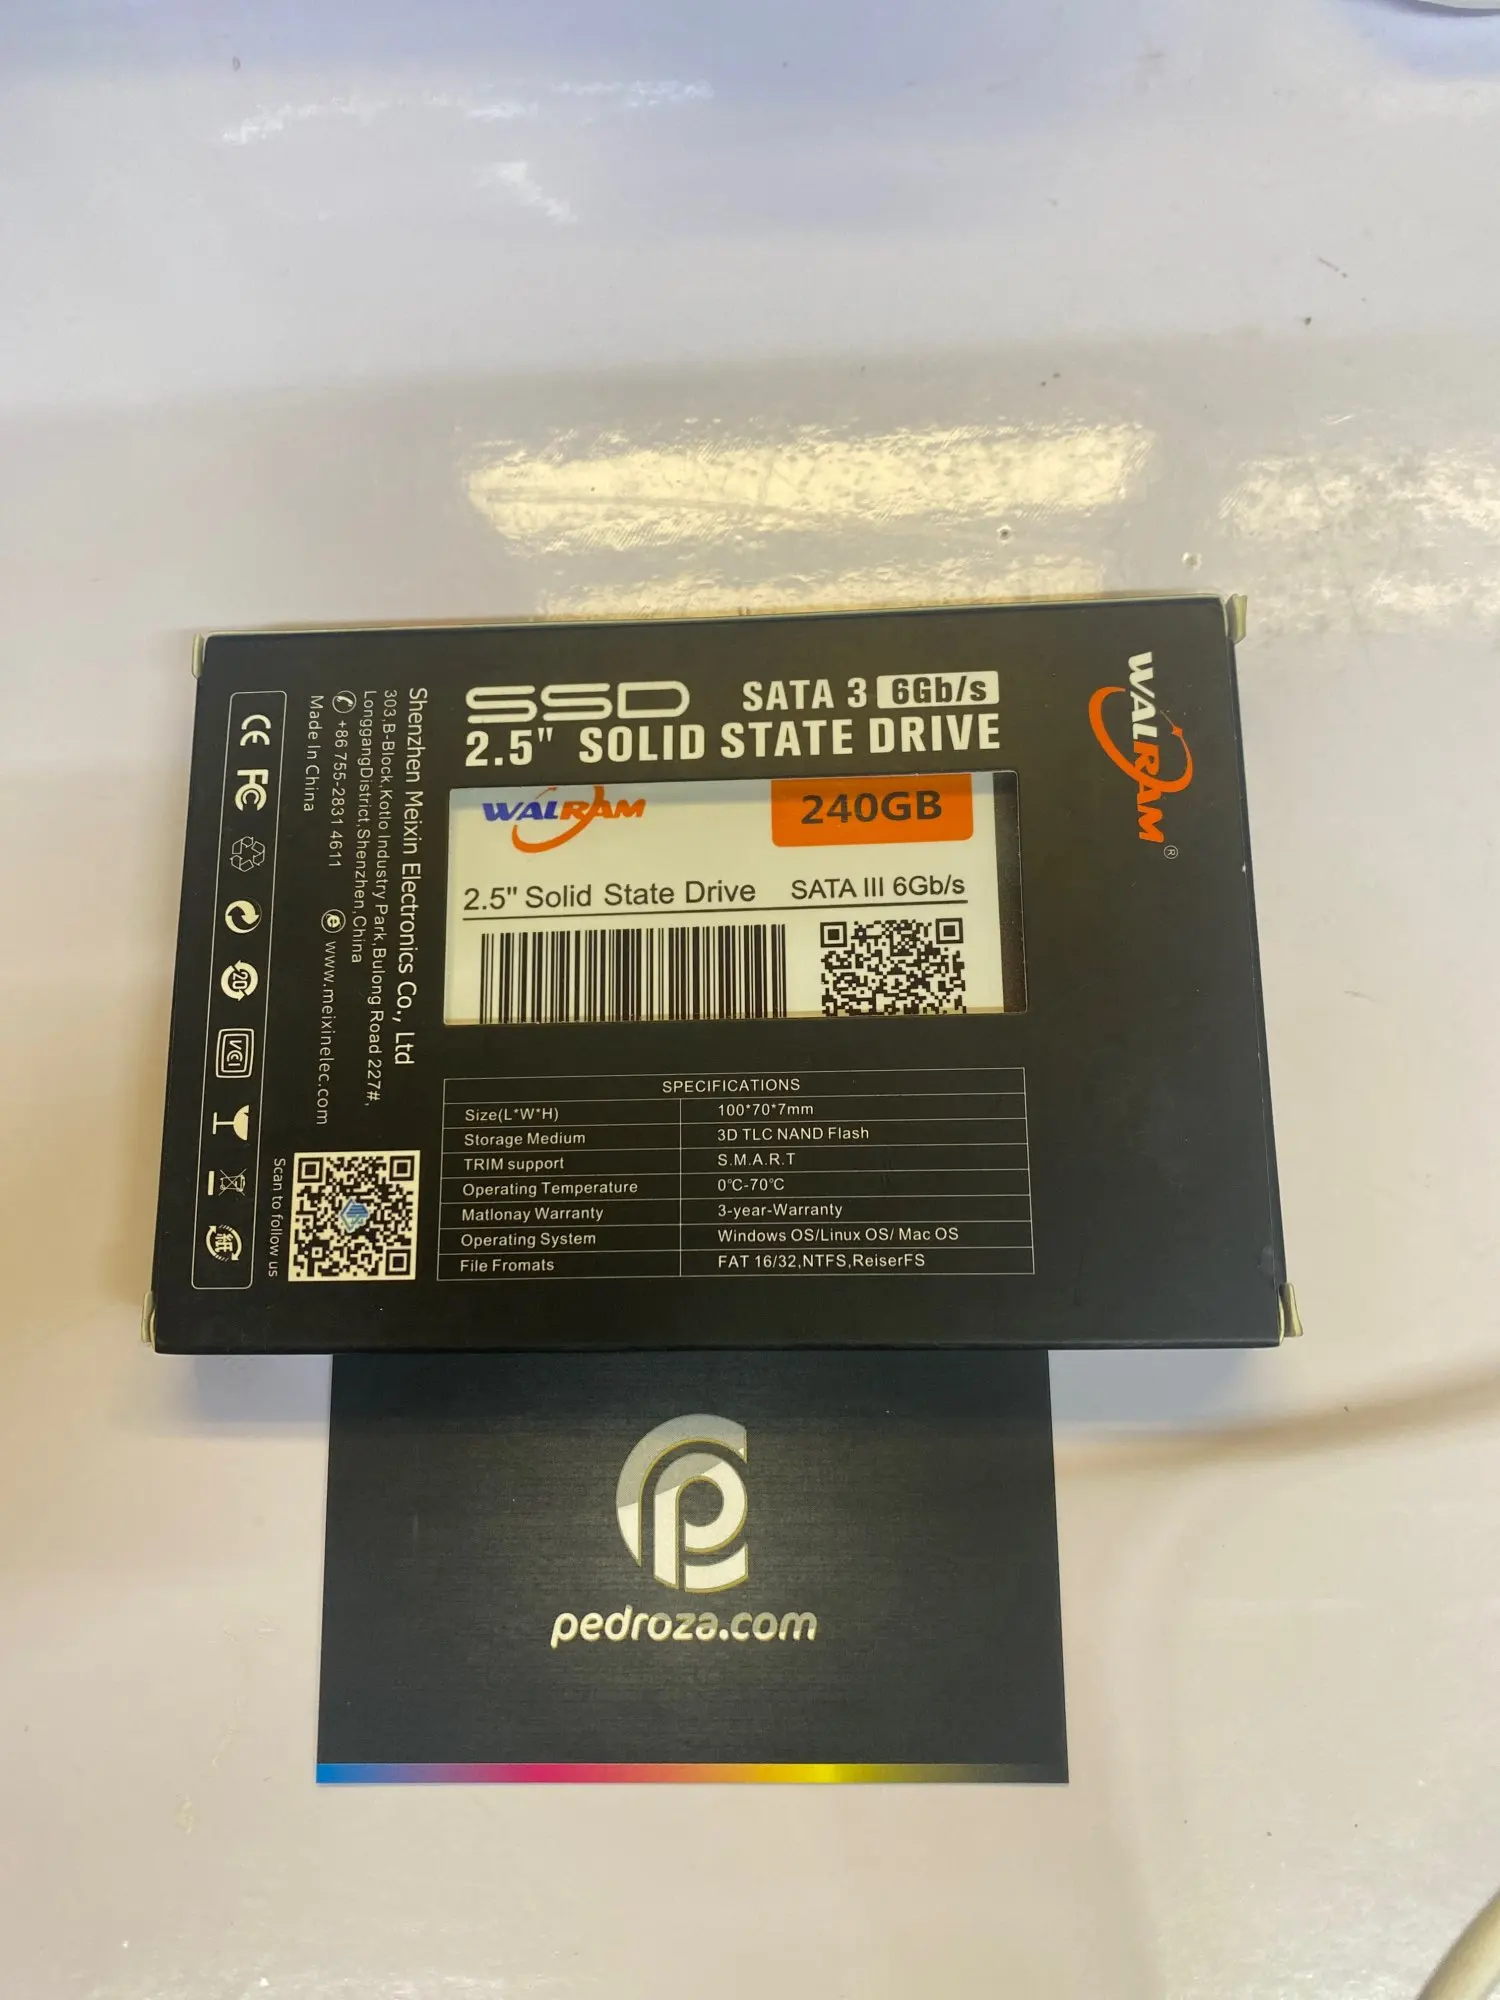 SSD SATA 3 6Gb/s
2.5" SOLID STATE DRIVE
WALRAM®
WALRAM 240GB
2.5" Solid State Drive SATA III 6Gb/s
SPECIFICATIONS
Size(L*W*H) 100*70*7mm
Storage Medium 3D TLC NAND Flash
TRIM support S.M.A.R.T
Operating Temperature 0℃-70℃
Matlonay Warranty 3-year-Warranty
Operating System Windows OS/Linux OS/ Mac OS
File Fromats FAT 16/32,NTFS,ReiserFS
Shenzhen Meixin Electronics Co., Ltd
303,B-Block,Kotlo Industry Park,Bulong Road 227#,
LonggangDistrict,Shenzhen,China
+86 755-2831 4611 www.meixinelec.com
Made In China
Scan to follow us
CE FC
20
紙
pedroza.com